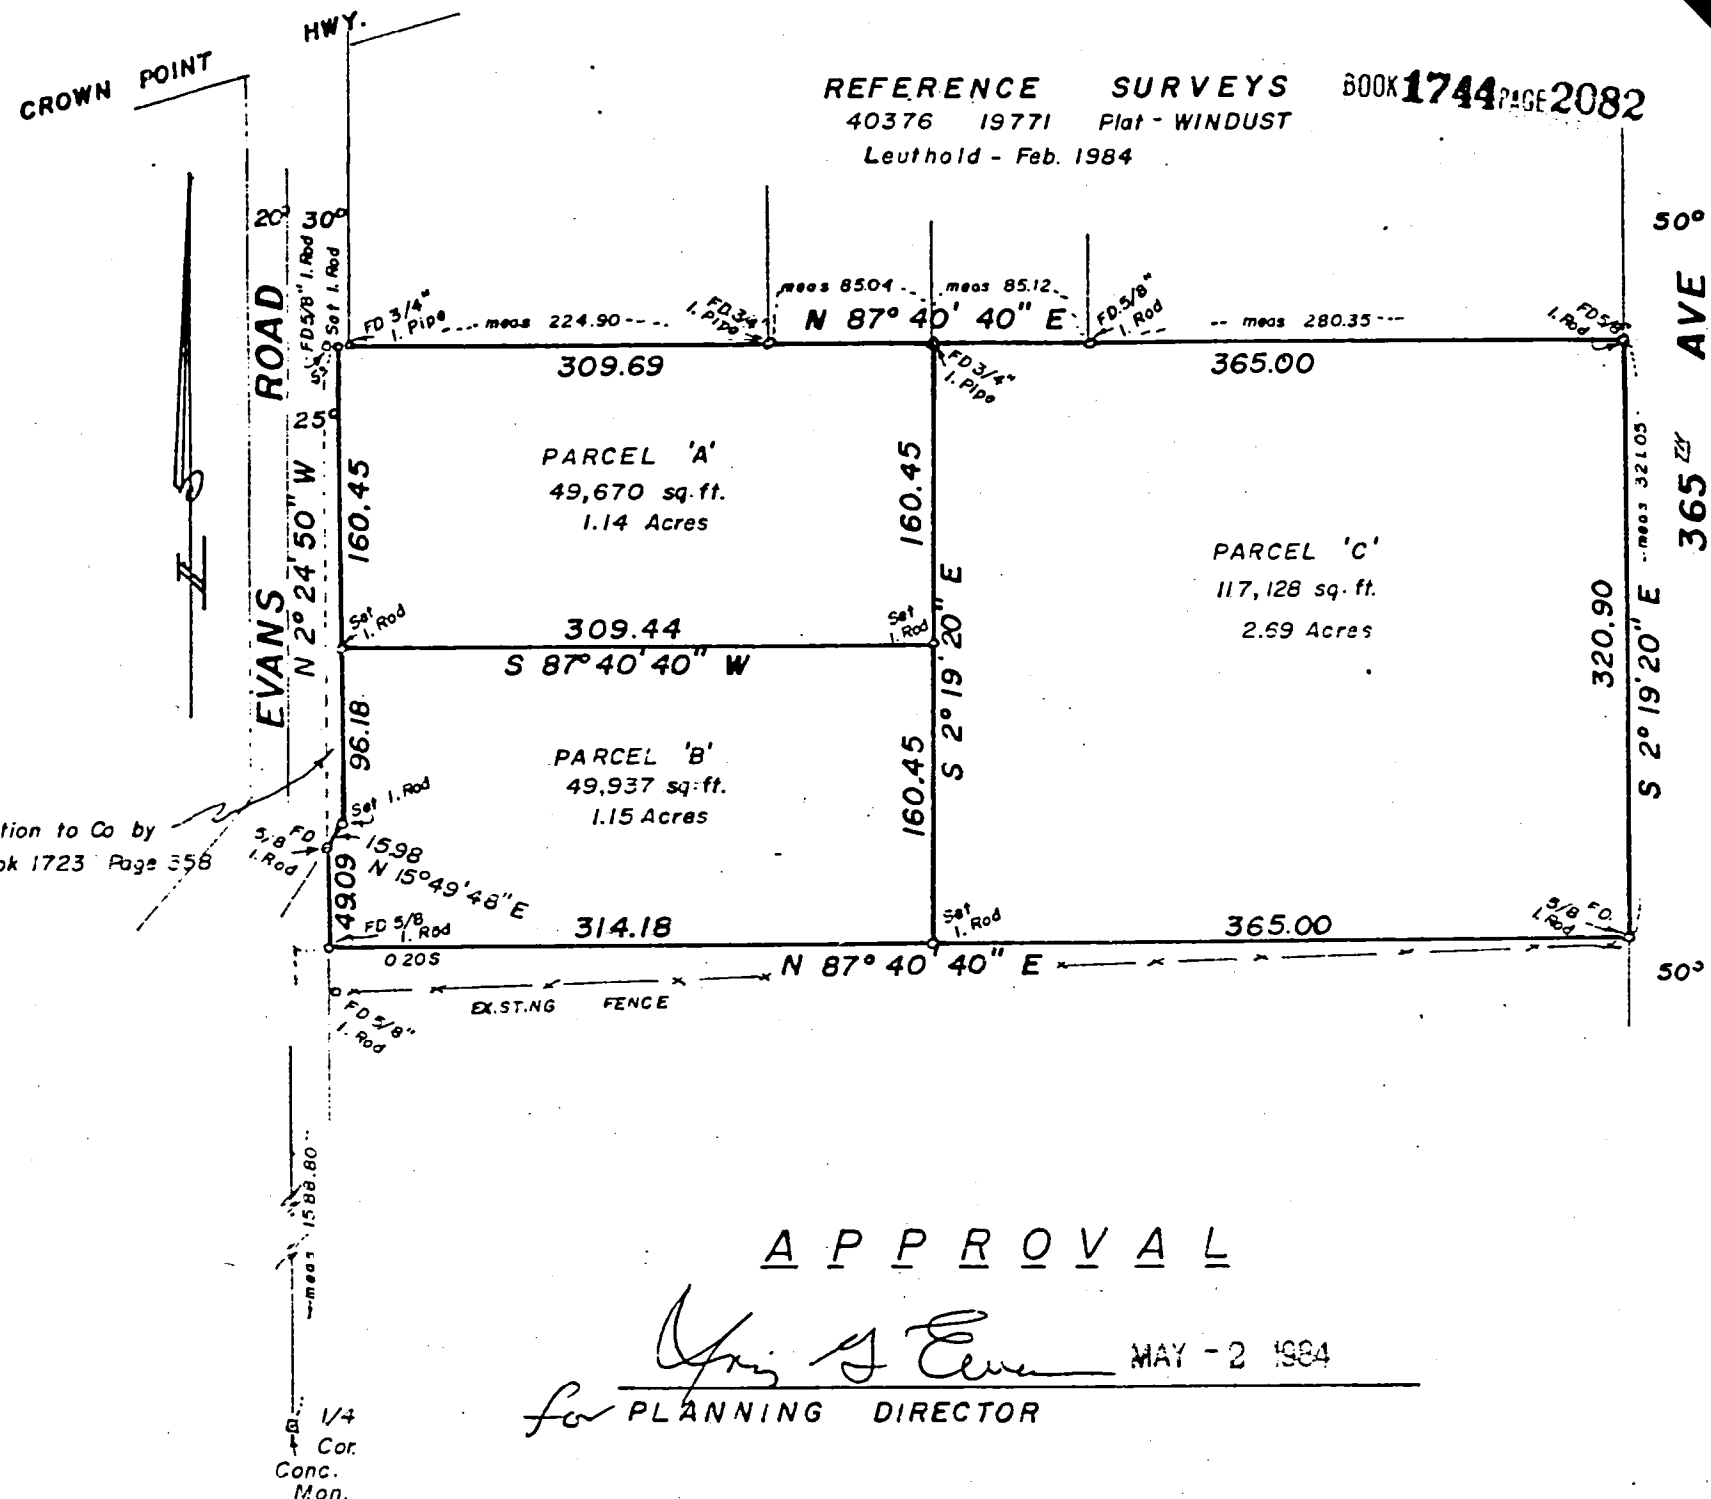 HWY.
CROWN POINT
REFERENCE SURVEYS
40376 19771 Plat - WINDUST
Leuthold - Feb. 1984
BOOK 1744 PAGE 2082
20' 30°
50°
FD 5/8" I. Rod
Set I. Rod
FD 3/4"
I. Pipe
meas 224.90
FD. 3/4
I. Pipe
meas 85.04
meas 85.12
N 87° 40' 40" E
FD. 5/8"
I. Rod
meas 280.35
FD 5/8"
I. Rod
309.69
FD 3/4"
I. Pipe
365.00
365 AVE
EVANS ROAD
25°
N 2° 24' 50" W
160.45
PARCEL 'A'
49,670 sq. ft.
1.14 Acres
160.45
PARCEL 'C'
117,128 sq. ft.
2.69 Acres
meas 321.05
320.90
S 2° 19' 20" E
Set
I. Rod
309.44
S 87° 40' 40" W
Set
I. Rod
S 2° 19' 20" E
96.18
PARCEL 'B'
49,937 sq. ft.
1.15 Acres
160.45
Set I. Rod
tion to Co by
ok 1723 Page 358
5/8 FD
I. Rod
15.98
N 15° 49' 48" E
49.09
FD 5/8
I. Rod
314.18
Set
I. Rod
365.00
5/8 FD.
I. Rod
0.20 S
N 87° 40' 40" E
50°
EX.ST.NG FENCE
FD 5/8"
I. Rod
meas 1588.80
APPROVAL
MAY - 2 1984
for PLANNING DIRECTOR
1/4
Cor.
Conc.
Mon.